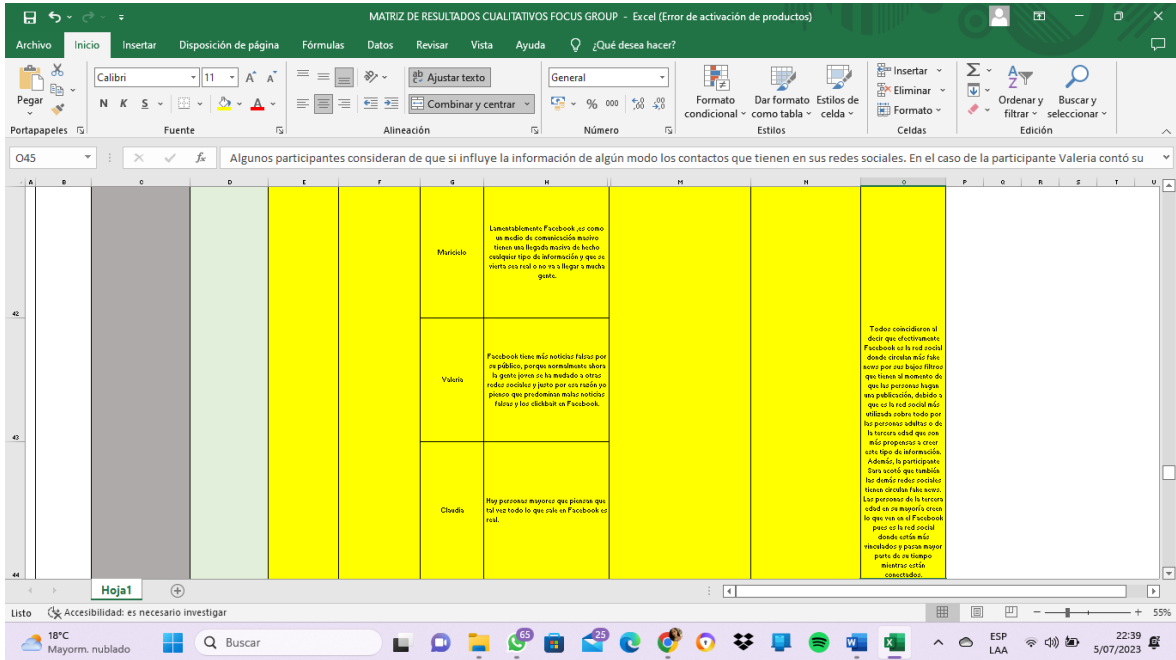 MATRIZ DE RESULTADOS CUALITATIVOS FOCUS GROUP - Excel (Error de activación de productos)
Archivo Inicio Insertar Disposición de página Fórmulas Datos Revisar Vista Ayuda ¿Qué desea hacer?
Pegar
Portapapeles
Calibri 11
N K S
Fuente
Ajustar texto
Combinar y centrar
Alineación
General
% 000
Número
Formato condicional
Dar formato como tabla
Estilos de celda
Estilos
Insertar
Eliminar
Formato
Celdas
Ordenar y filtrar
Buscar y seleccionar
Edición
O45
fx Algunos participantes consideran de que si influye la información de algún modo los contactos que tienen en sus redes sociales. En el caso de la participante Valeria contó su
A B C D E F G H M N O P Q R S T U
42
Maricielo
Lamentablemente Facebook ,es como
un medio de comunicación masivo
tienen una llegada masiva de hecho
cualquier tipo de información y que se
vierta sea real o no va a llegar a mucha
gente.
43
Valeria
Facebook tiene más noticias falsas por
su público, porque normalmente ahora
la gente joven se ha mudado a otras
redes sociales y justo por esa razón yo
pienso que predominan malas noticias
falsas y los clickbait en Facebook.
44
Claudia
Hay personas mayores que piensan que
tal vez todo lo que sale en Facebook es
real.
Todos coincidieron al
decir que efectivamente
Facebook es la red social
donde circulan más fake
news por sus bajos filtros
que tienen al momento de
que las personas hagan
una publicación, debido a
que es la red social más
utilizada sobre todo por
las personas adultas o de
la tercera edad que son
más propensas a creer
este tipo de información.
Además, la participante
Sara acotó que también
las demás redes sociales
tienen circulan fake news.
Las personas de la tercera
edad en su mayoría creen
lo que ven en el Facebook
pues es la red social
donde están más
vinculados y pasan mayor
parte de su tiempo
mientras están
conectados.
Hoja1
Listo Accesibilidad: es necesario investigar
55%
18°C
Mayorm. nublado
Buscar
65
25
ESP
LAA
22:39
5/07/2023